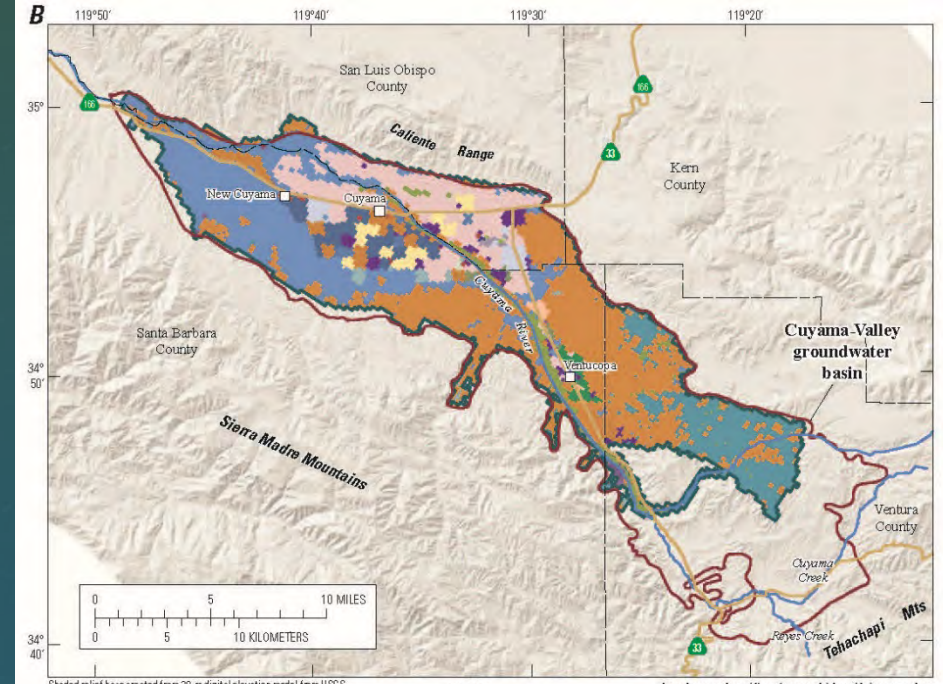 B
119°50'
119°40'
119°30'
119°20'
35°
34°
50'
34°
40'
166
San Luis Obispo
County
Caliente Range
166
33
Kern
County
New Cuyama
Cuyama
Cuyama
River
Santa Barbara
County
Ventucopa
Cuyama Valley
groundwater
basin
Sierra Madre Mountains
Ventura
County
Cuyama
Creek
Reyes Creek
Tehachapi Mts
33
0 5 10 MILES
0 5 10 KILOMETERS